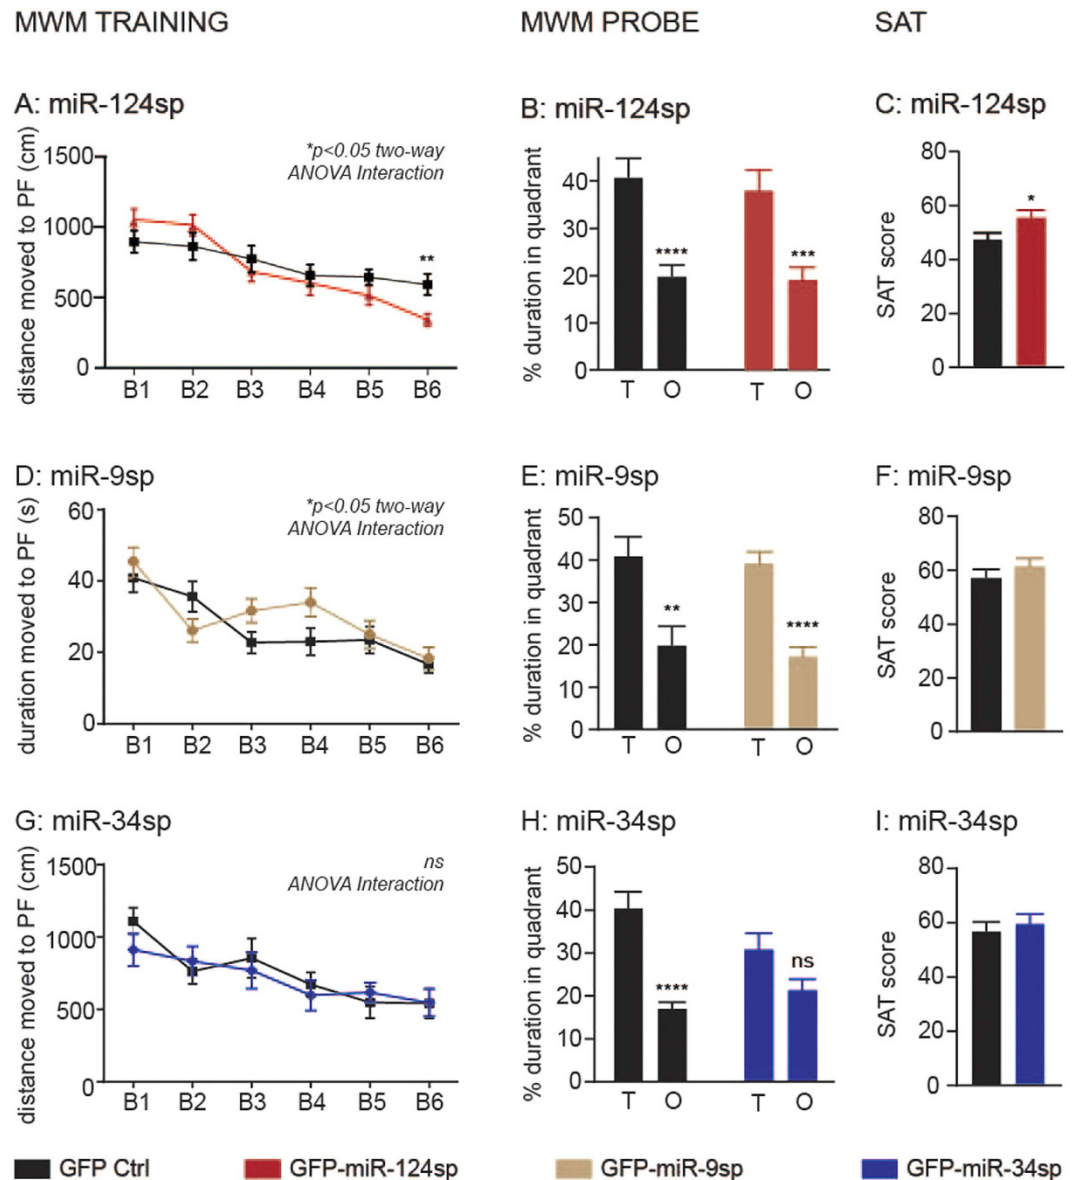 MWM TRAINING
MWM PROBE
SAT
A: miR-124sp
distance moved to PF (cm)
1500
1000
500
0
*p<0.05 two-way
ANOVA Interaction
**
B1 B2 B3 B4 B5 B6
B: miR-124sp
% duration in quadrant
40
30
20
10
0
****
***
T O T O
C: miR-124sp
SAT score
80
60
40
20
0
*
D: miR-9sp
duration moved to PF (s)
60
40
20
0
*p<0.05 two-way
ANOVA Interaction
B1 B2 B3 B4 B5 B6
E: miR-9sp
% duration in quadrant
50
40
30
20
10
0
**
****
T O T O
F: miR-9sp
SAT score
80
60
40
20
0
G: miR-34sp
distance moved to PF (cm)
1500
1000
500
0
ns
ANOVA Interaction
B1 B2 B3 B4 B5 B6
H: miR-34sp
% duration in quadrant
50
40
30
20
10
0
****
ns
T O T O
I: miR-34sp
SAT score
80
60
40
20
0
GFP Ctrl
GFP-miR-124sp
GFP-miR-9sp
GFP-miR-34sp